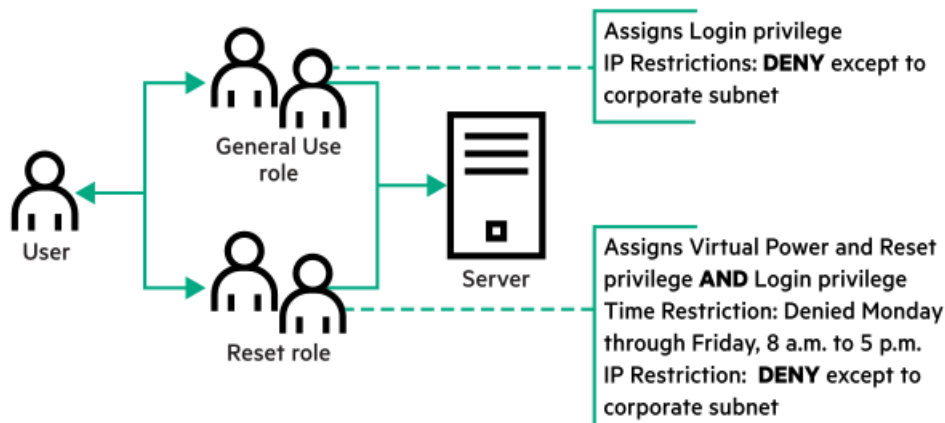 Assigns Login privilege
IP Restrictions: DENY except to
corporate subnet
General Use
role
User
Server
Reset role
Assigns Virtual Power and Reset
privilege AND Login privilege
Time Restriction: Denied Monday
through Friday, 8 a.m. to 5 p.m.
IP Restriction: DENY except to
corporate subnet